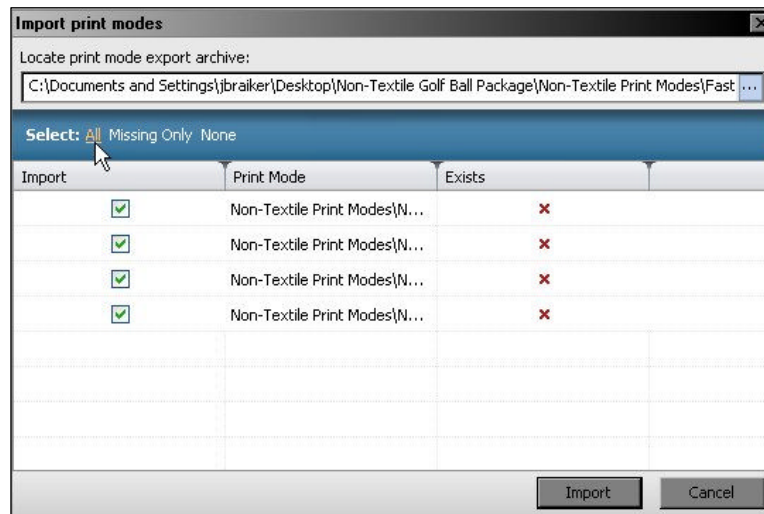 Import print modes
Locate print mode export archive:
C:\Documents and Settings\jbraiker\Desktop\Non-Textile Golf Ball Package\Non-Textile Print Modes\Fast ...
Select: All Missing Only None
Import Print Mode Exists
Non-Textile Print Modes\N...
Non-Textile Print Modes\N...
Non-Textile Print Modes\N...
Non-Textile Print Modes\N...
Import Cancel